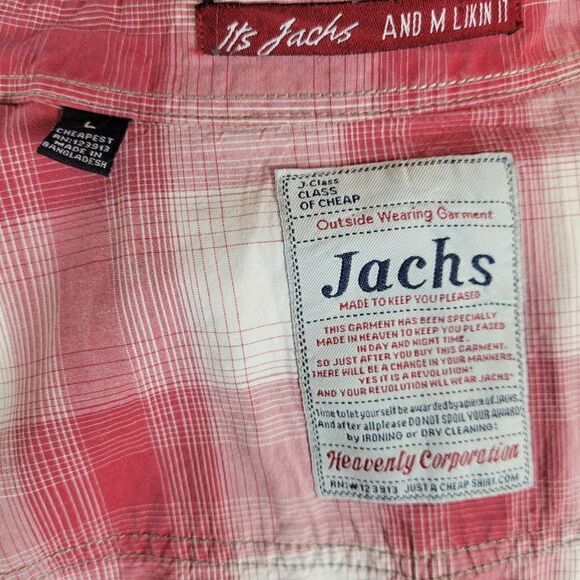 It's Jachs AND M LIKIN IT
L
CHEAPEST
RN:123913
MADE IN
BANGLADESH
J.Class
CLASS
OF CHEAP
Outside Wearing Garment
Jachs
MADE TO KEEP YOU PLEASED
THIS GARMENT HAS BEEN SPECIALLY
MADE IN HEAVEN TO KEEP YOU PLEASED
IN DAY AND NIGHT TIME.
SO JUST AFTER YOU BUY THIS GARMENT,
THERE WILL BE A CHANGE IN YOUR MANNERS.
YES IT IS A REVOLUTION!
AND YOUR REVOLUTION WILL WEAR JACHS"
Time to let yourself be awarded by a piece of JACHS.
And after all please DO NOT SPOIL YOUR AWARD
by IRONING or DRY CLEANING!
Heavenly Corporation
RN:#123913 JUST A CHEAP SHIRT.COM